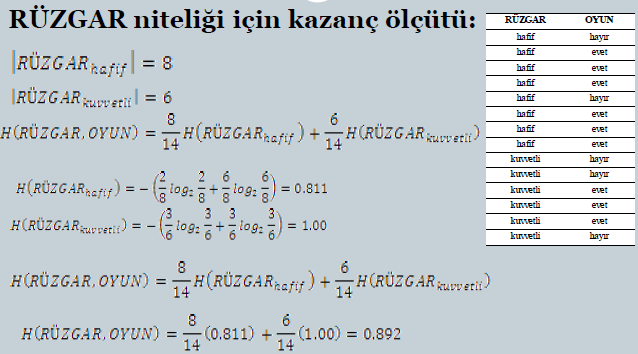 RÜZGAR niteliği için kazanç ölçütü:
|RÜZGAR_hafif| = 8
|RÜZGAR_kuvvetli| = 6
H(RÜZGAR, OYUN) = 8/14 H(RÜZGAR_hafif) + 6/14 H(RÜZGAR_kuvvetli)
H(RÜZGAR_hafif) = −(2/8 log₂ 2/8 + 6/8 log₂ 6/8) = 0.811
H(RÜZGAR_kuvvetli) = −(3/6 log₂ 3/6 + 3/6 log₂ 3/6) = 1.00
H(RÜZGAR, OYUN) = 8/14 H(RÜZGAR_hafif) + 6/14 H(RÜZGAR_kuvvetli)
H(RÜZGAR, OYUN) = 8/14 (0.811) + 6/14 (1.00) = 0.892
RÜZGAR OYUN
hafif hayır
hafif evet
hafif evet
hafif evet
hafif hayır
hafif evet
hafif evet
hafif evet
kuvvetli hayır
kuvvetli hayır
kuvvetli evet
kuvvetli evet
kuvvetli evet
kuvvetli hayır